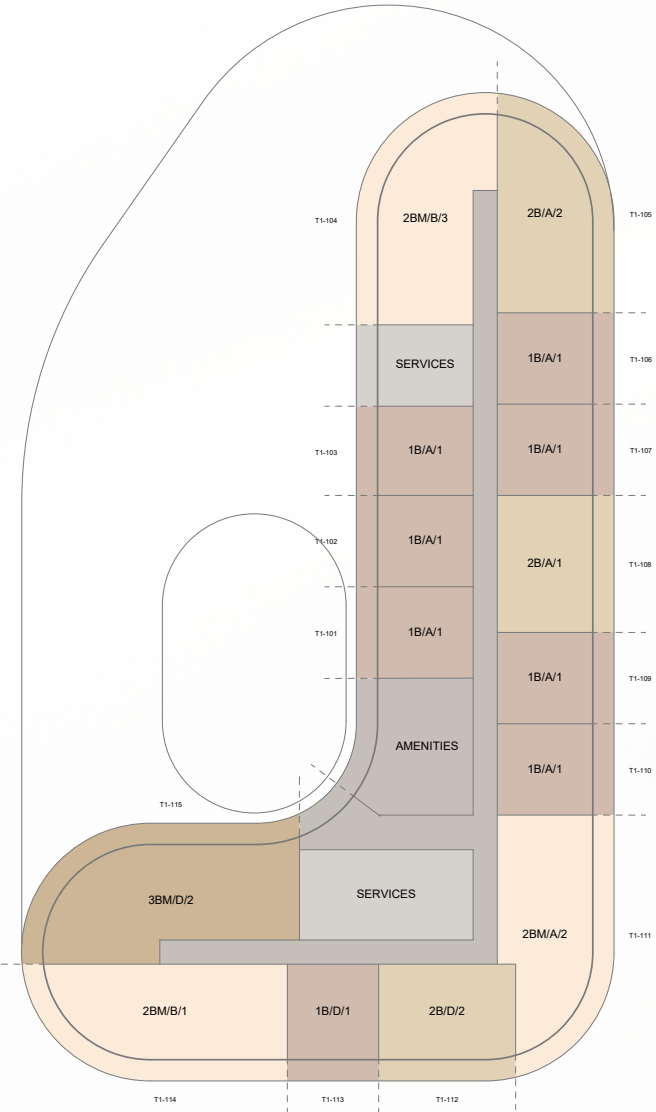 T1-104
2BM/B/3
2B/A/2
T1-105
SERVICES
1B/A/1
T1-106
T1-103
1B/A/1
1B/A/1
T1-107
T1-102
1B/A/1
2B/A/1
T1-108
T1-101
1B/A/1
1B/A/1
T1-109
AMENITIES
1B/A/1
T1-110
T1-115
3BM/D/2
SERVICES
2BM/A/2
T1-111
2BM/B/1
1B/D/1
2B/D/2
T1-114
T1-113
T1-112